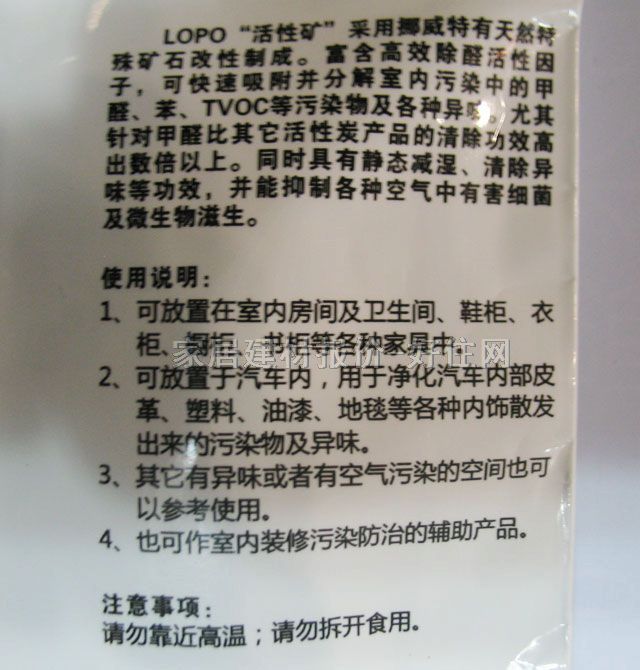 LOPO“活性矿”采用挪威特有天然特
殊矿石改性制成。富含高效除醛活性因
子，可快速吸附并分解室内污染中的甲
醛、苯、TVOC等污染物及各种异味。尤其
针对甲醛比其它活性炭产品的清除功效高
出数倍以上。同时具有静态减湿、清除异
味等功效，并能抑制各种空气中有害细菌
及微生物滋生。
使用说明：
1、可放置在室内房间及卫生间、鞋柜、衣
柜、橱柜、书柜等各种家具中。
家居建材报价 好住网
2、可放置于汽车内，用于净化汽车内部皮
革、塑料、油漆、地毯等各种内饰散发
出来的污染物及异味。
3、其它有异味或者有空气污染的空间也可
以参考使用。
4、也可作室内装修污染防治的辅助产品。
注意事项：
请勿靠近高温；请勿拆开食用。